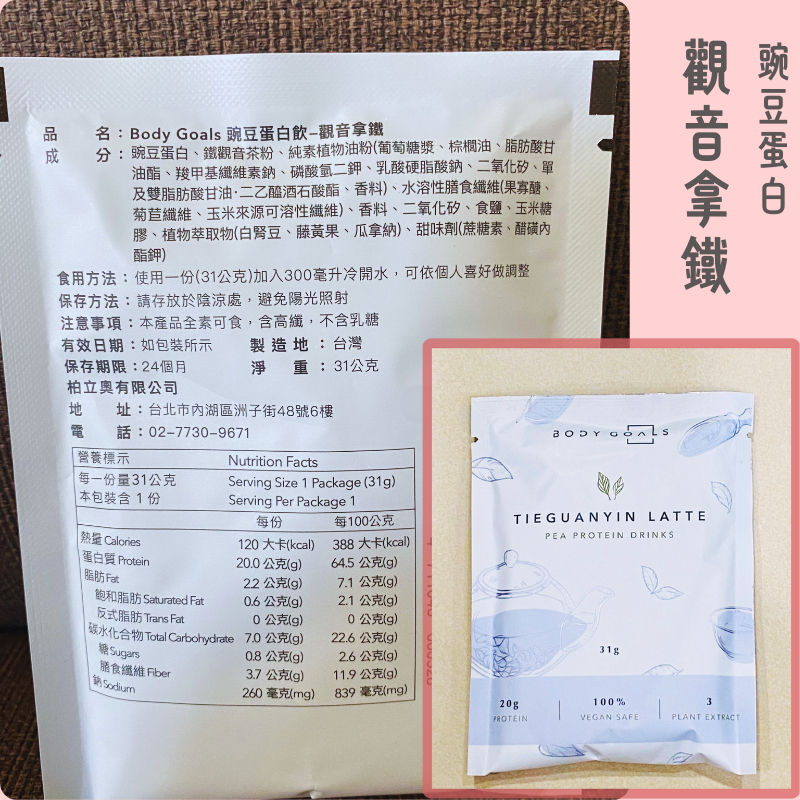 品 名：Body Goals 豌豆蛋白飲–觀音拿鐵
成 分：豌豆蛋白、鐵觀音茶粉、純素植物油粉(葡萄糖漿、棕櫚油、脂肪酸甘
油酯、羧甲基纖維素鈉、磷酸氫二鉀、乳酸硬脂酸鈉、二氧化矽、單
及雙脂肪酸甘油·二乙醯酒石酸酯、香料)、水溶性膳食纖維(果寡醣、
菊苣纖維、玉米來源可溶性纖維)、香料、二氧化矽、食鹽、玉米糖
膠、植物萃取物(白腎豆、藤黃果、瓜拿納)、甜味劑(蔗糖素、醋磺內
酯鉀)
食用方法：使用一份(31公克)加入300毫升冷開水，可依個人喜好做調整
保存方法：請存放於陰涼處，避免陽光照射
注意事項：本產品全素可食，含高纖，不含乳糖
有效日期：如包裝所示 製造地：台灣
保存期限：24個月 淨 重：31公克
柏立奧有限公司
地 址：台北市內湖區洲子街48號6樓
電 話：02-7730-9671
營養標示 Nutrition Facts
每一份量31公克 Serving Size 1 Package (31g)
本包裝含 1 份 Serving Per Package 1
每份 每100公克
熱量 Calories 120 大卡(kcal) 388 大卡(kcal)
蛋白質 Protein 20.0 公克(g) 64.5 公克(g)
脂肪 Fat 2.2 公克(g) 7.1 公克(g)
飽和脂肪 Saturated Fat 0.6 公克(g) 2.1 公克(g)
反式脂肪 Trans Fat 0 公克(g) 0 公克(g)
碳水化合物 Total Carbohydrate 7.0 公克(g) 22.6 公克(g)
糖 Sugars 0.8 公克(g) 2.6 公克(g)
膳食纖維 Fiber 3.7 公克(g) 11.9 公克(g)
鈉 Sodium 260 毫克(mg) 839 毫克(mg)
豌豆蛋白
觀音拿鐵
BODY GOALS
TIEGUANYIN LATTE
PEA PROTEIN DRINKS
31g
20g 100% 3
PROTEIN VEGAN SAFE PLANT EXTRACT